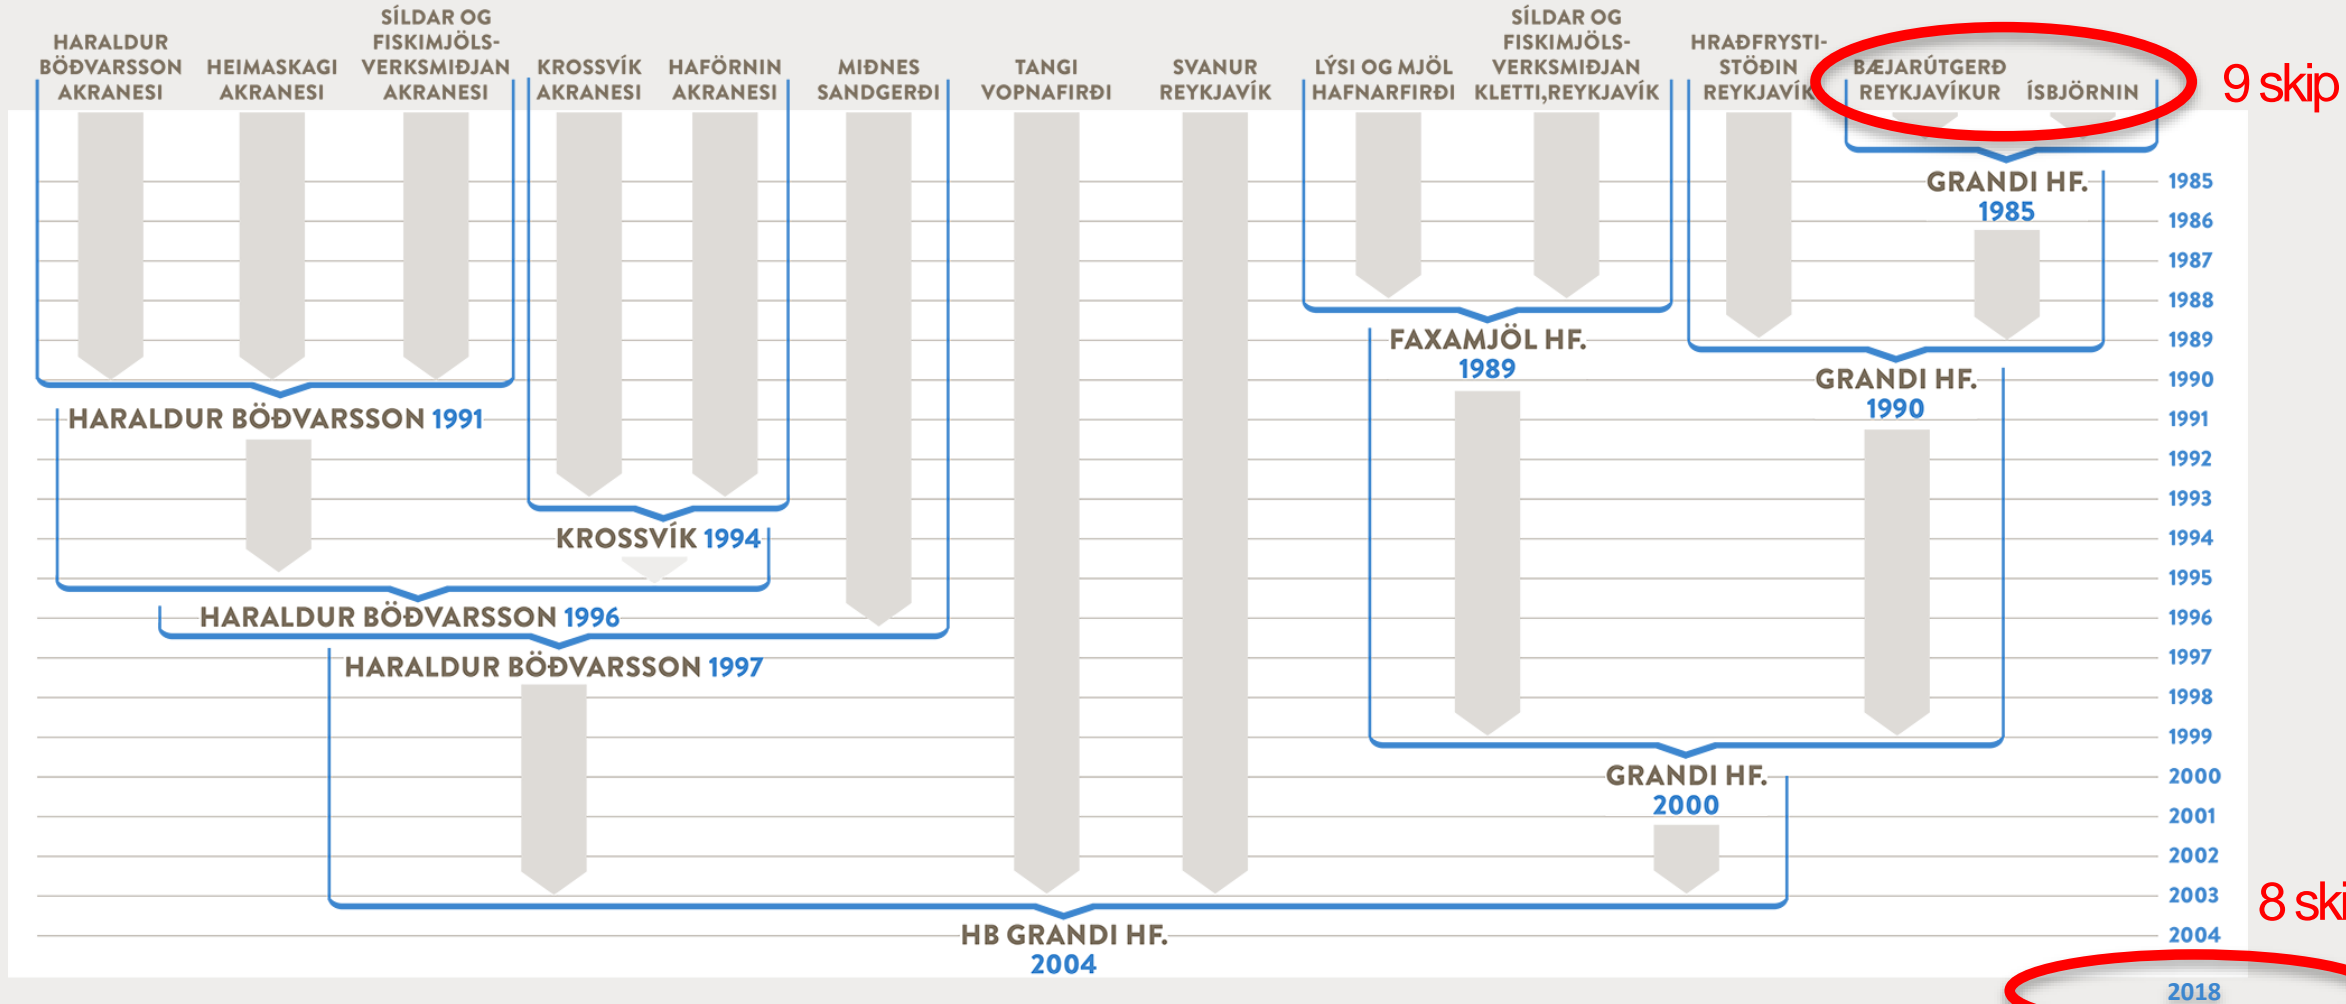 HARALDUR
BÖÐVARSSON
AKRANESI
HEIMASKAGI
AKRANESI
SÍLDAR OG
FISKIMJÖLS-
VERKSMIÐJAN
AKRANESI
KROSSVÍK
AKRANESI
HAFÖRNIN
AKRANESI
MIÐNES
SANDGERÐI
TANGI
VOPNAFIRÐI
SVANUR
REYKJAVÍK
LÝSI OG MJÖL
HAFNARFIRÐI
SÍLDAR OG
FISKIMJÖLS-
VERKSMIÐJAN
KLETTI,REYKJAVÍK
HRAÐFRYSTI-
STÖÐIN
REYKJAVÍK
BÆJARÚTGERÐ
REYKJAVÍKUR
ÍSBJÖRNIN
9 skip
GRANDI HF.
1985
1985
1986
1987
1988
FAXAMJÖL HF.
1989
1989
GRANDI HF.
1990
1990
HARALDUR BÖÐVARSSON 1991
1991
1992
1993
KROSSVÍK 1994
1994
1995
HARALDUR BÖÐVARSSON 1996
1996
HARALDUR BÖÐVARSSON 1997
1997
1998
1999
GRANDI HF.
2000
2000
2001
2002
2003
8 ski
HB GRANDI HF.
2004
2004
2018